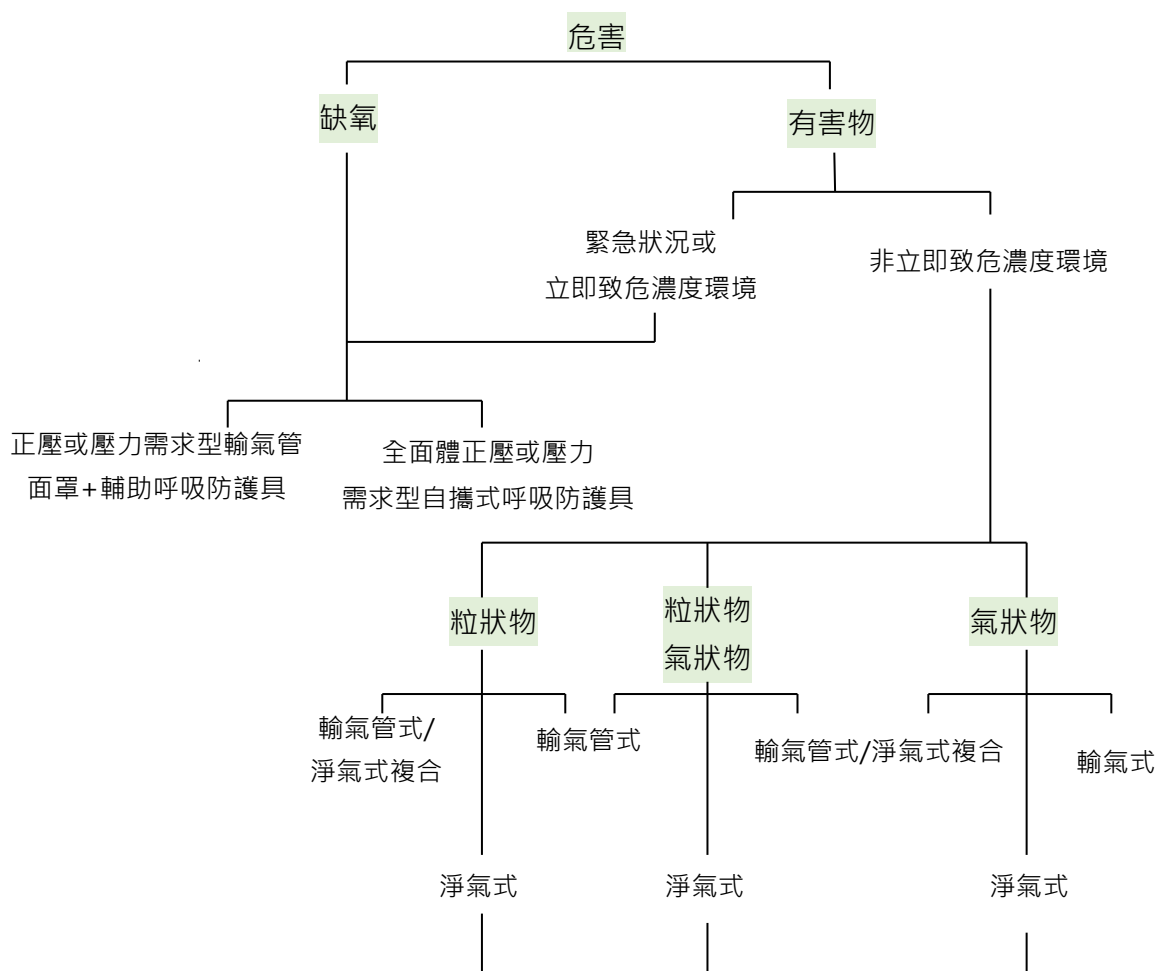 危害
缺氧
有害物
緊急狀況或
立即致危濃度環境
非立即致危濃度環境
正壓或壓力需求型輸氣管
面罩+輔助呼吸防護具
全面體正壓或壓力
需求型自攜式呼吸防護具
粒狀物
粒狀物
氣狀物
氣狀物
輸氣管式/
淨氣式複合
輸氣管式
輸氣管式/淨氣式複合
輸氣式
淨氣式
淨氣式
淨氣式